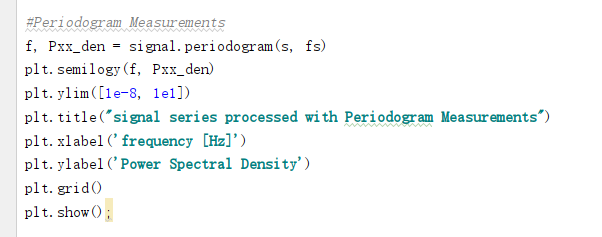 #Periodogram Measurements
f, Pxx_den = signal.periodogram(s, fs)
plt.semilogy(f, Pxx_den)
plt.ylim([1e-8, 1e1])
plt.title("signal series processed with Periodogram Measurements")
plt.xlabel('frequency [Hz]')
plt.ylabel('Power Spectral Density')
plt.grid()
plt.show();